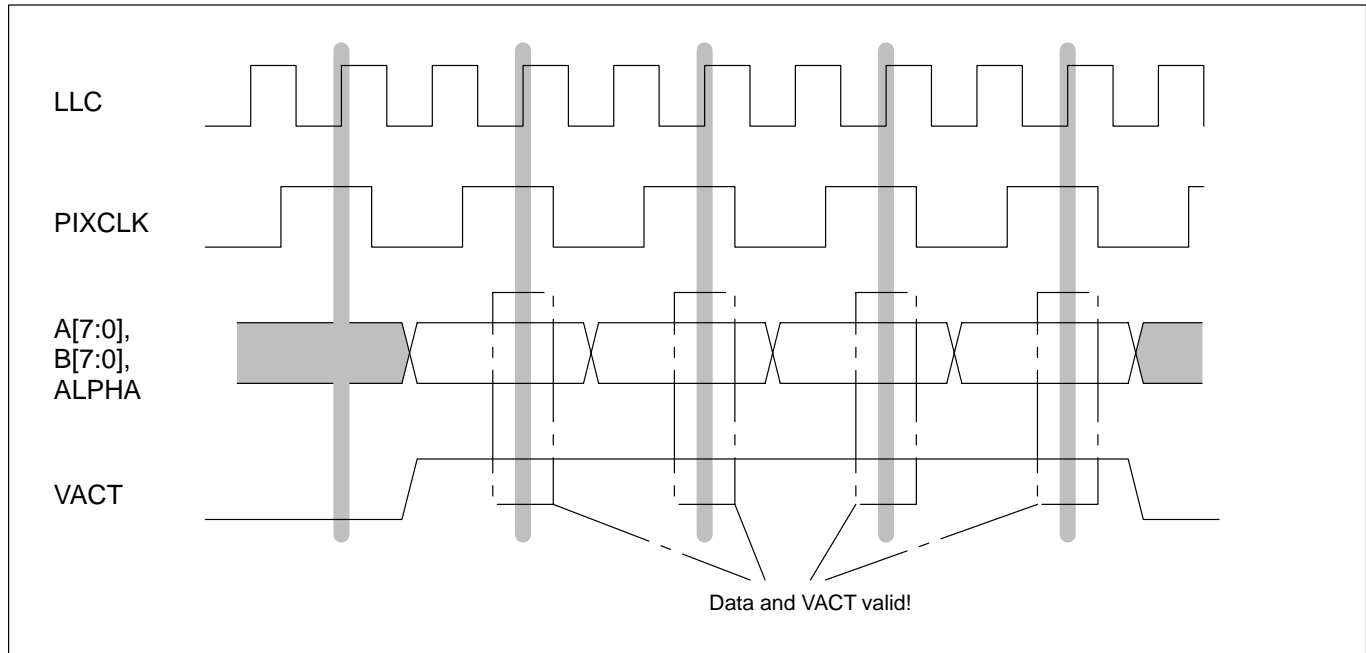 LLC
PIXCLK
A[7:0],
B[7:0],
ALPHA
VACT
Data and VACT valid!